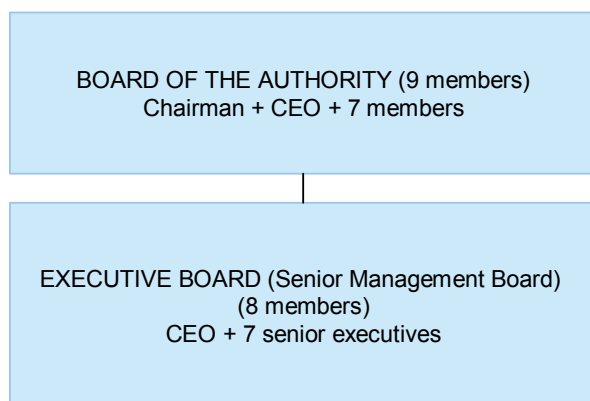 BOARD OF THE AUTHORITY (9 members)
Chairman + CEO + 7 members
EXECUTIVE BOARD (Senior Management Board)
(8 members)
CEO + 7 senior executives